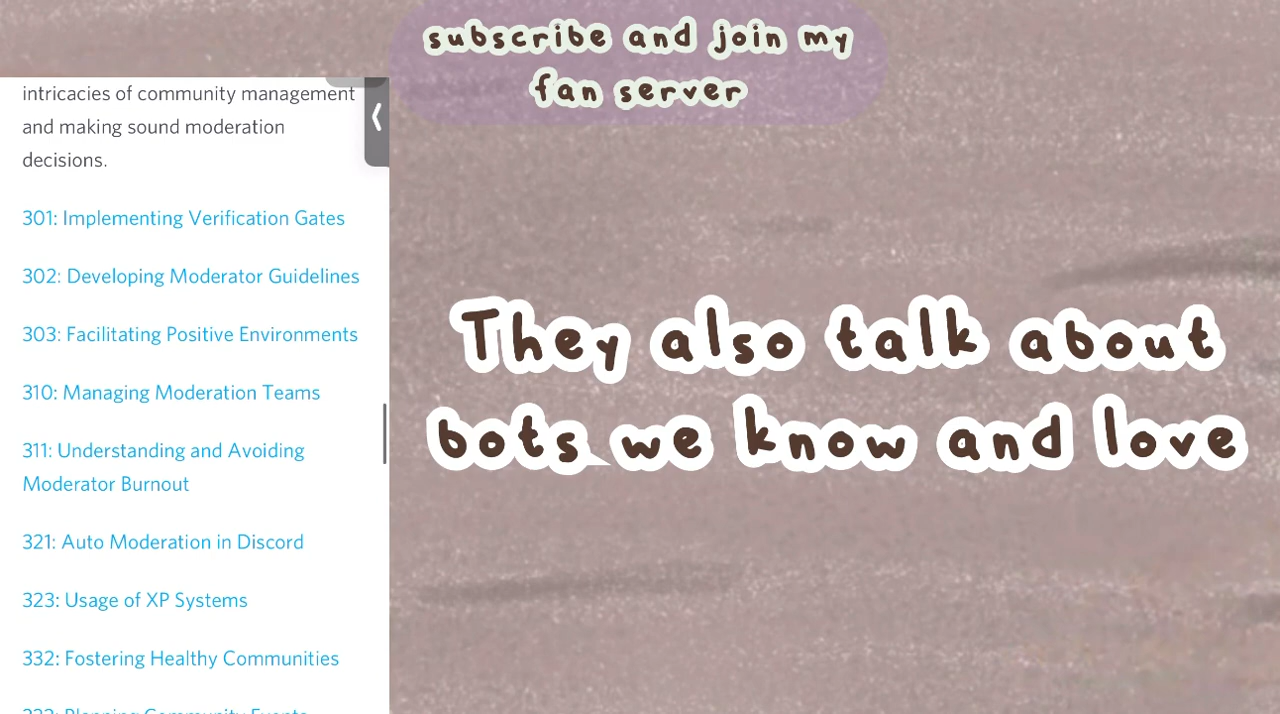 subscribe and join my
fan server
intricacies of community management
and making sound moderation
decisions.
301: Implementing Verification Gates
302: Developing Moderator Guidelines
303: Facilitating Positive Environments
310: Managing Moderation Teams
311: Understanding and Avoiding
Moderator Burnout
321: Auto Moderation in Discord
323: Usage of XP Systems
332: Fostering Healthy Communities
They also talk about
bots we know and love